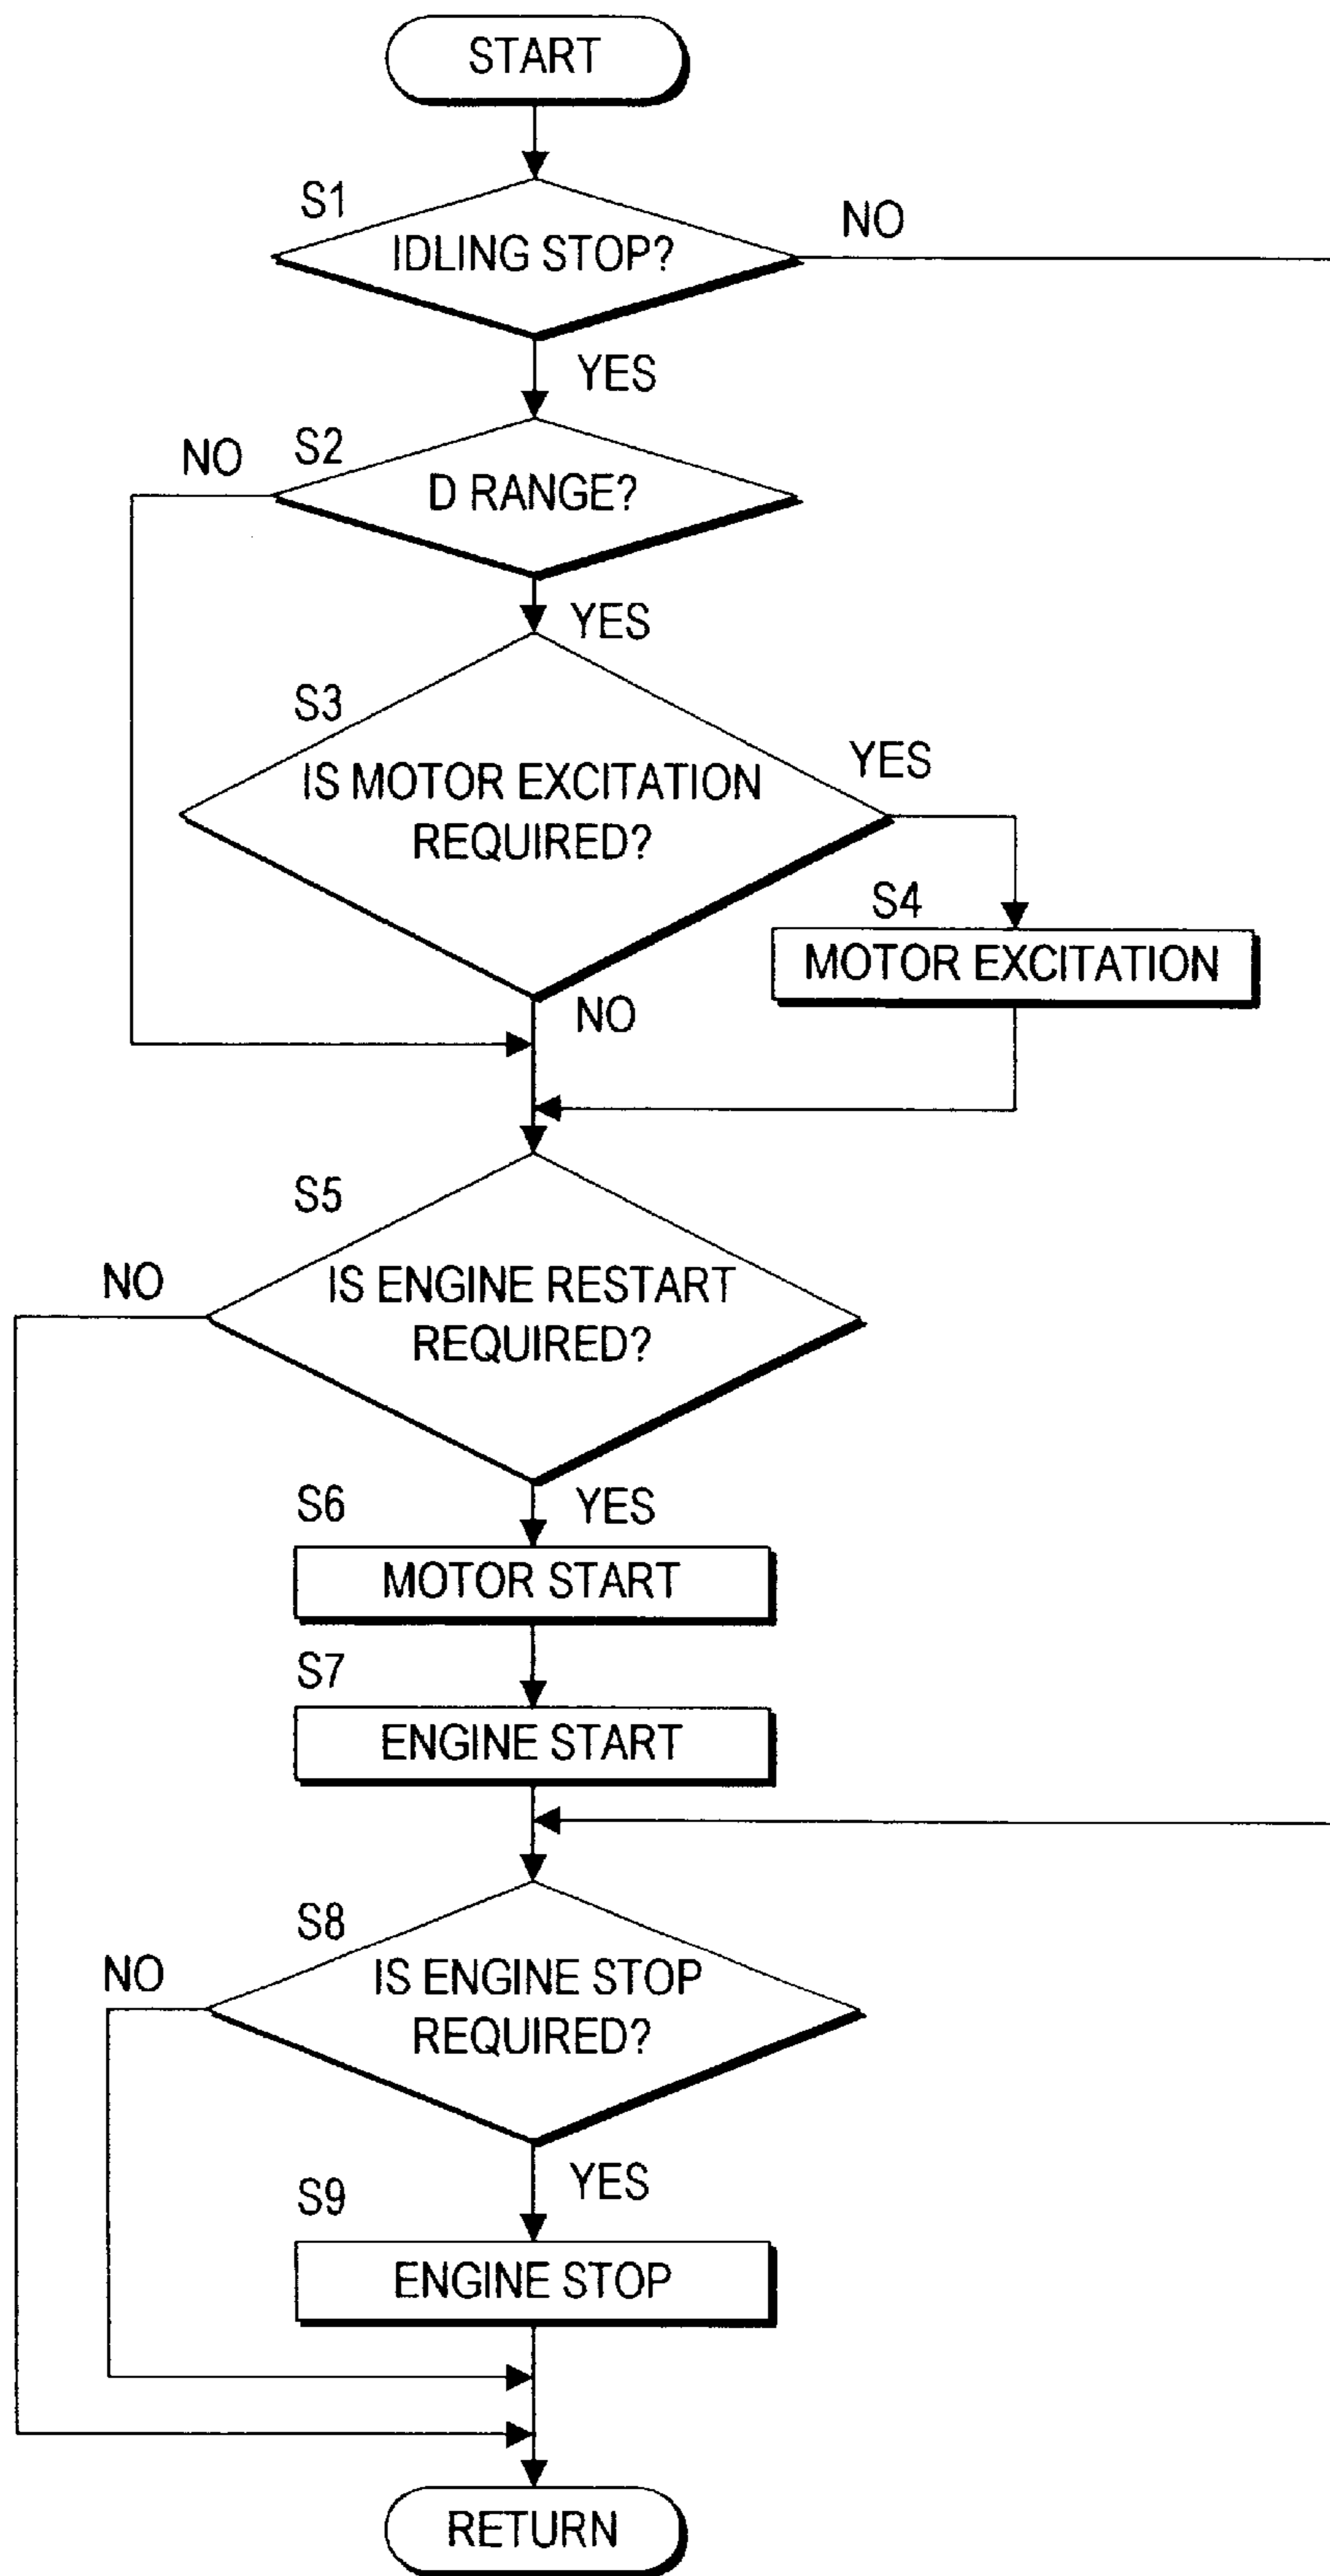 START
S1
IDLING STOP?
NO
YES
S2
NO
D RANGE?
YES
S3
IS MOTOR EXCITATION
REQUIRED?
YES
S4
MOTOR EXCITATION
NO
S5
NO
IS ENGINE RESTART
REQUIRED?
S6
YES
MOTOR START
S7
ENGINE START
S8
NO
IS ENGINE STOP
REQUIRED?
YES
S9
ENGINE STOP
RETURN